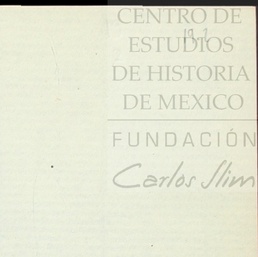 CENTRO DE
ESTUDIOS
DE HISTORIA
DE MEXICO
FUNDACIÓN
Carlos Slim